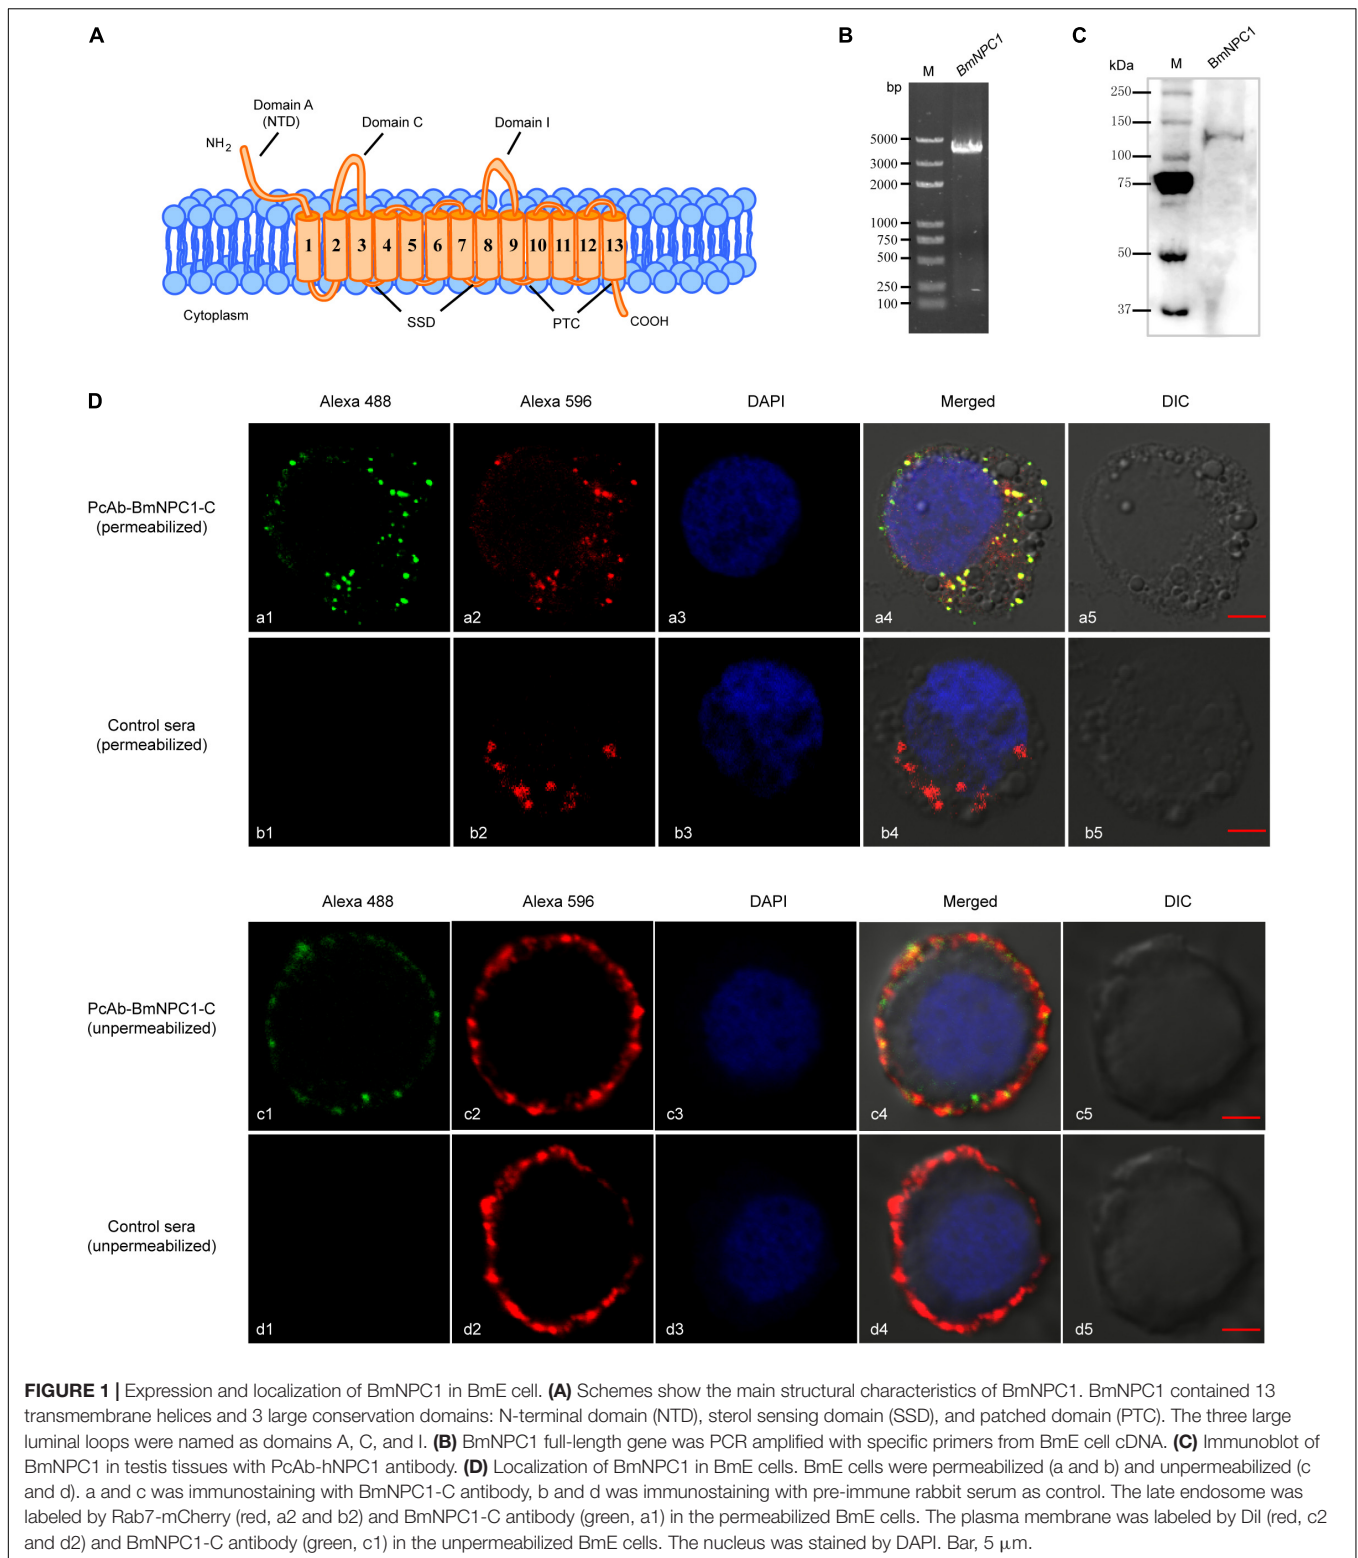 A
Domain A
(NTD)
NH2
Domain C
Domain I
1 2 3 4 5 6 7 8 9 10 11 12 13
Cytoplasm
SSD
PTC
COOH
B
M BmNPC1
bp
5000
3000
2000
1000
750
500
250
100
C
kDa M BmNPC1
250
150
100
75
50
37
D
Alexa 488 Alexa 596 DAPI Merged DIC
PcAb-BmNPC1-C
(permeabilized)
a1 a2 a3 a4 a5
Control sera
(permeabilized)
b1 b2 b3 b4 b5
Alexa 488 Alexa 596 DAPI Merged DIC
PcAb-BmNPC1-C
(unpermeabilized)
c1 c2 c3 c4 c5
Control sera
(unpermeabilized)
d1 d2 d3 d4 d5
FIGURE 1 | Expression and localization of BmNPC1 in BmE cell. (A) Schemes show the main structural characteristics of BmNPC1. BmNPC1 contained 13
transmembrane helices and 3 large conservation domains: N-terminal domain (NTD), sterol sensing domain (SSD), and patched domain (PTC). The three large
luminal loops were named as domains A, C, and I. (B) BmNPC1 full-length gene was PCR amplified with specific primers from BmE cell cDNA. (C) Immunoblot of
BmNPC1 in testis tissues with PcAb-hNPC1 antibody. (D) Localization of BmNPC1 in BmE cells. BmE cells were permeabilized (a and b) and unpermeabilized (c
and d). a and c was immunostaining with BmNPC1-C antibody, b and d was immunostaining with pre-immune rabbit serum as control. The late endosome was
labeled by Rab7-mCherry (red, a2 and b2) and BmNPC1-C antibody (green, a1) in the permeabilized BmE cells. The plasma membrane was labeled by Dil (red, c2
and d2) and BmNPC1-C antibody (green, c1) in the unpermeabilized BmE cells. The nucleus was stained by DAPI. Bar, 5 μm.